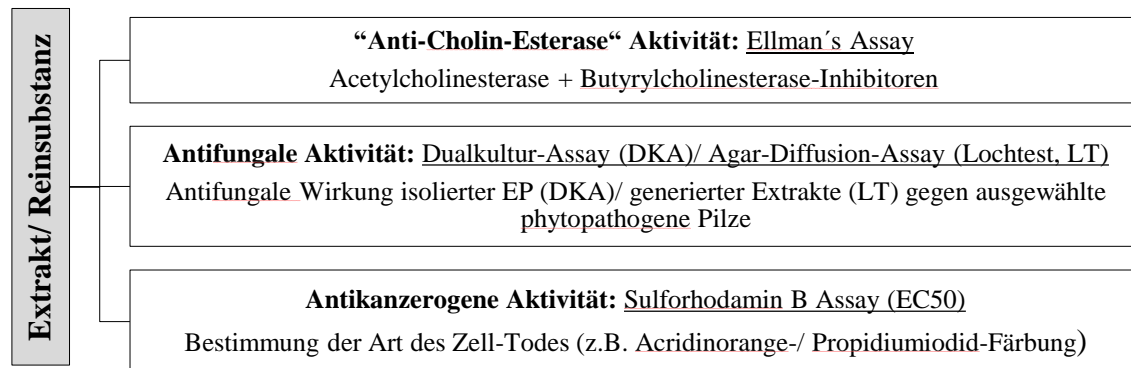 Extrakt/ Reinsubstanz
“Anti-Cholin-Esterase“ Aktivität: Ellman´s Assay
Acetylcholinesterase + Butyrylcholinesterase-Inhibitoren
Antifungale Aktivität: Dualkultur-Assay (DKA)/ Agar-Diffusion-Assay (Lochtest, LT)
Antifungale Wirkung isolierter EP (DKA)/ generierter Extrakte (LT) gegen ausgewählte
phytopathogene Pilze
Antikanzerogene Aktivität: Sulforhodamin B Assay (EC50)
Bestimmung der Art des Zell-Todes (z.B. Acridinorange-/ Propidiumiodid-Färbung)